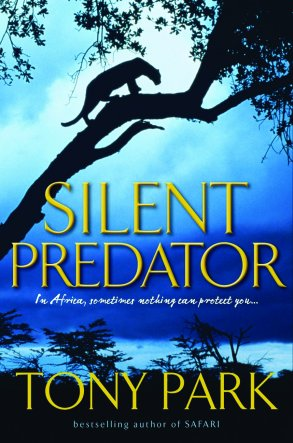 SILENT
PREDATOR
In Africa, sometimes nothing can protect you...
TONY PARK
bestselling author of SAFARI